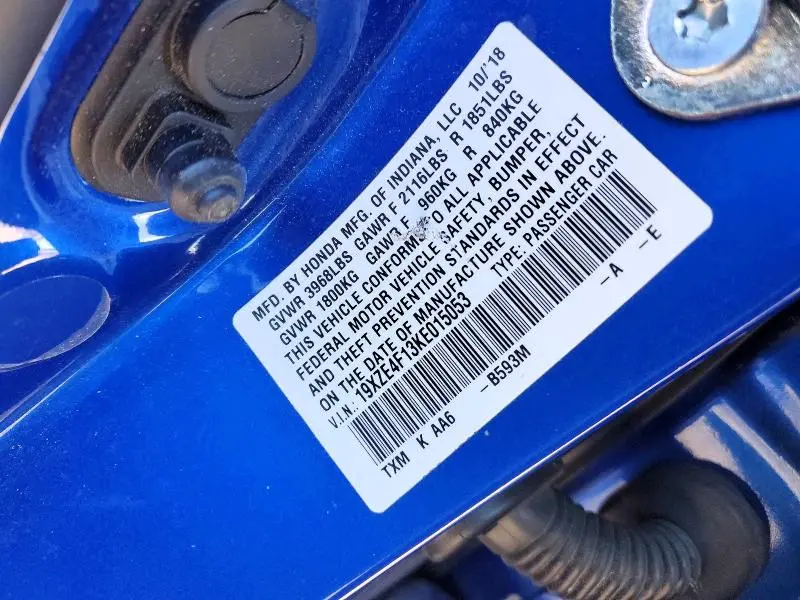 MFD. BY HONDA MFG. OF INDIANA, LLC 10/'18
GVWR 3968LBS GAWR F 2116LBS R 1851LBS
GVWR 1800KG GAWR F 960KG R 840KG
THIS VEHICLE CONFORMS TO ALL APPLICABLE
FEDERAL MOTOR VEHICLE SAFETY, BUMPER,
AND THEFT PREVENTION STANDARDS IN EFFECT
ON THE DATE OF MANUFACTURE SHOWN ABOVE.
V.I.N.: 19XZE4F13KE015053 TYPE: PASSENGER CAR
TXM K AA6 -B593M -A -E